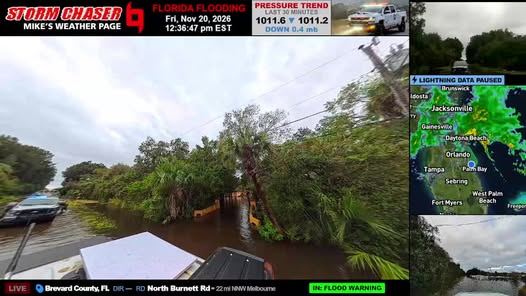 STORM CHASER
MIKE'S WEATHER PAGE
FLORIDA FLOODING
Fri, Nov 20, 2026
12:36:47 pm EST
PRESSURE TREND
LAST 30 MINUTES
1011.6 ▼ 1011.2
DOWN 0.4 mb
LIGHTNING DATA PAUSED
Brunswick
Jacksonville
Gainesville
Daytona Beach
Orlando
Tampa
Palm Bay
Sebring
West Palm
Beach
Fort Myers
Freepo
LIVE
Brevard County, FL DIR — RD North Burnett Rd • 22 mi NNW Melbourne
IN: FLOOD WARNING